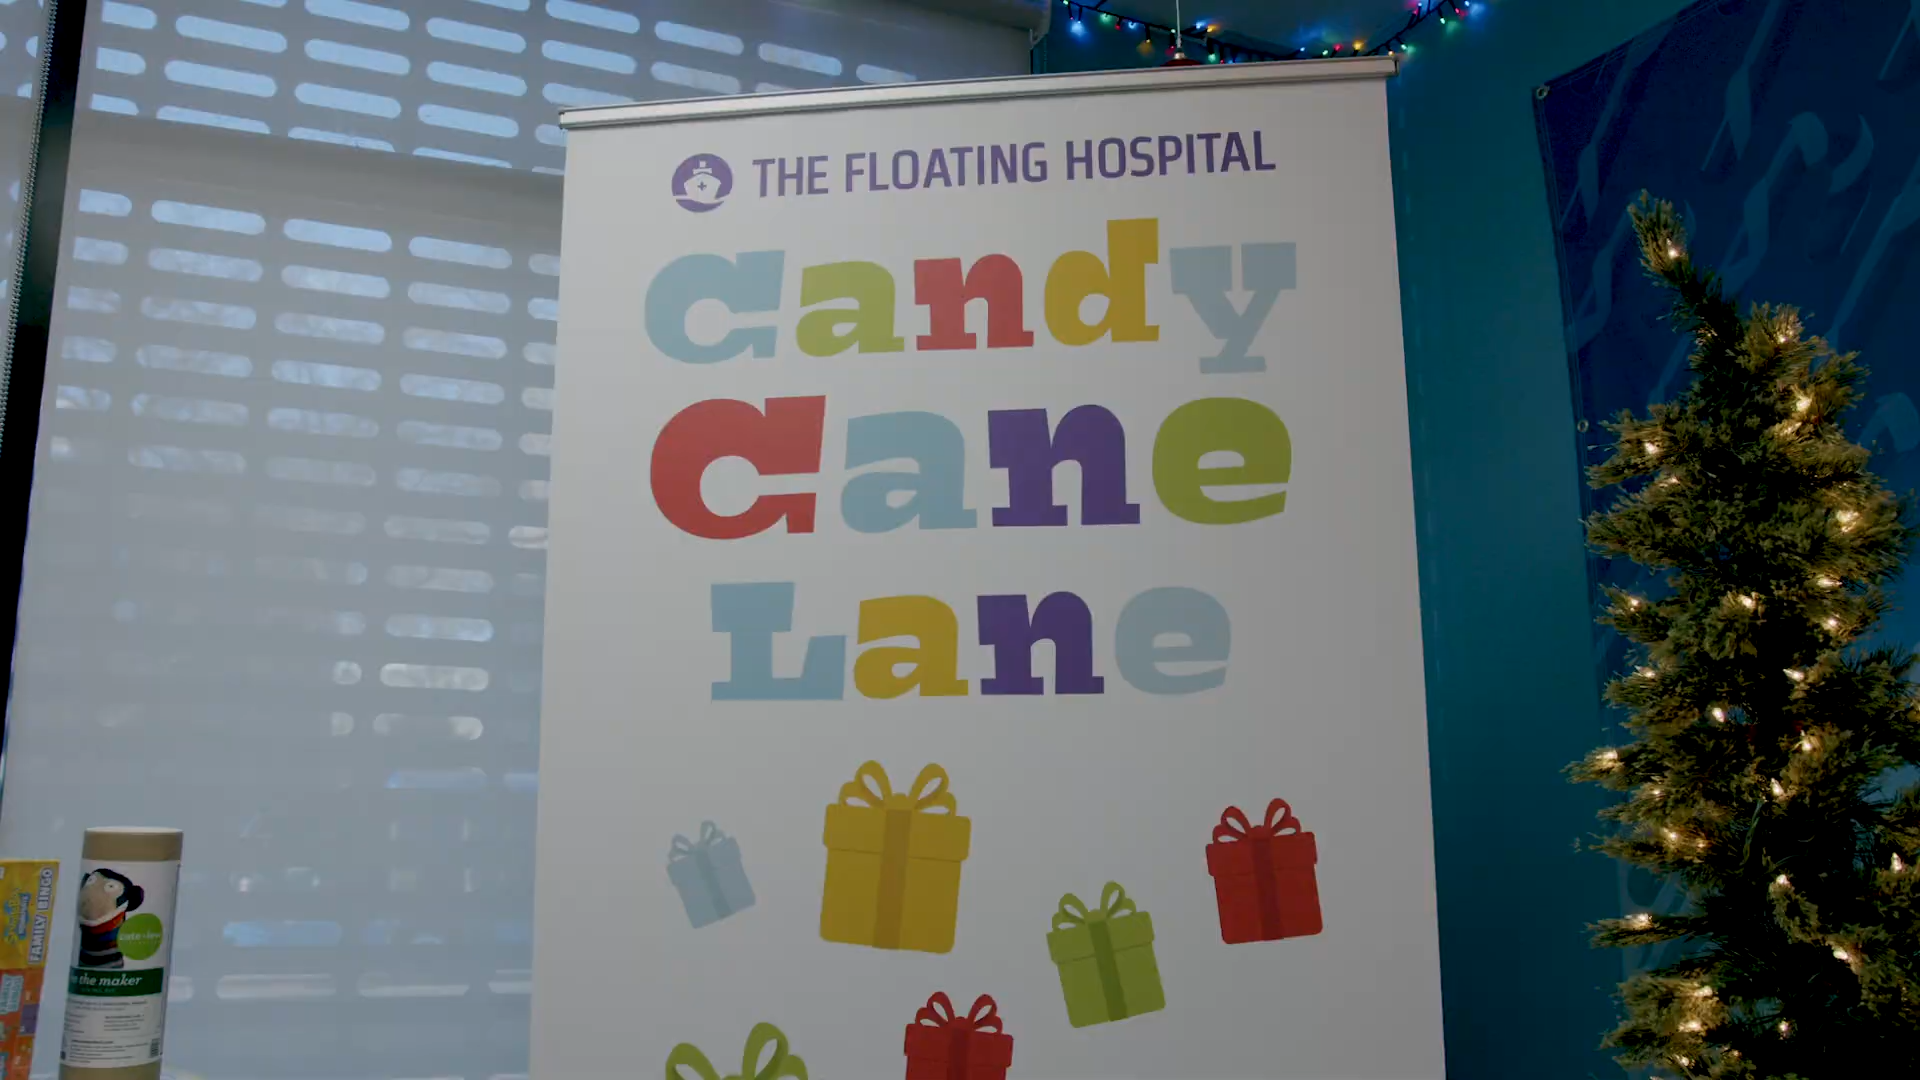 THE FLOATING HOSPITAL
Candy
Cane
Lane
FAMILY BINGO
the maker